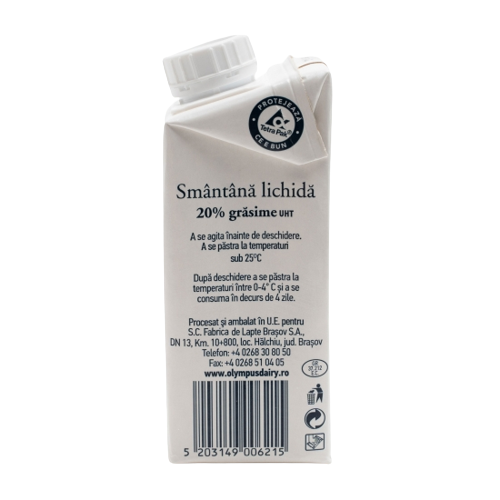 PROTEJEAZĂ
Tetra Pak®
CE E BUN
Smântână lichidă
20% grăsime UHT
A se agita înainte de deschidere.
A se păstra la temperaturi
sub 25°C
După deschidere a se păstra la
temperaturi între 0-4° C și a se
consuma în decurs de 4 zile.
Procesat și ambalat în U.E. pentru
S.C. Fabrica de Lapte Brașov S.A.,
DN 13, Km. 10+800, loc. Hălchiu, jud. Brașov
Telefon: +4 0268 30 80 50
Fax: +4 0268 51 04 05
www.olympusdairy.ro
GR
5 203149 006215